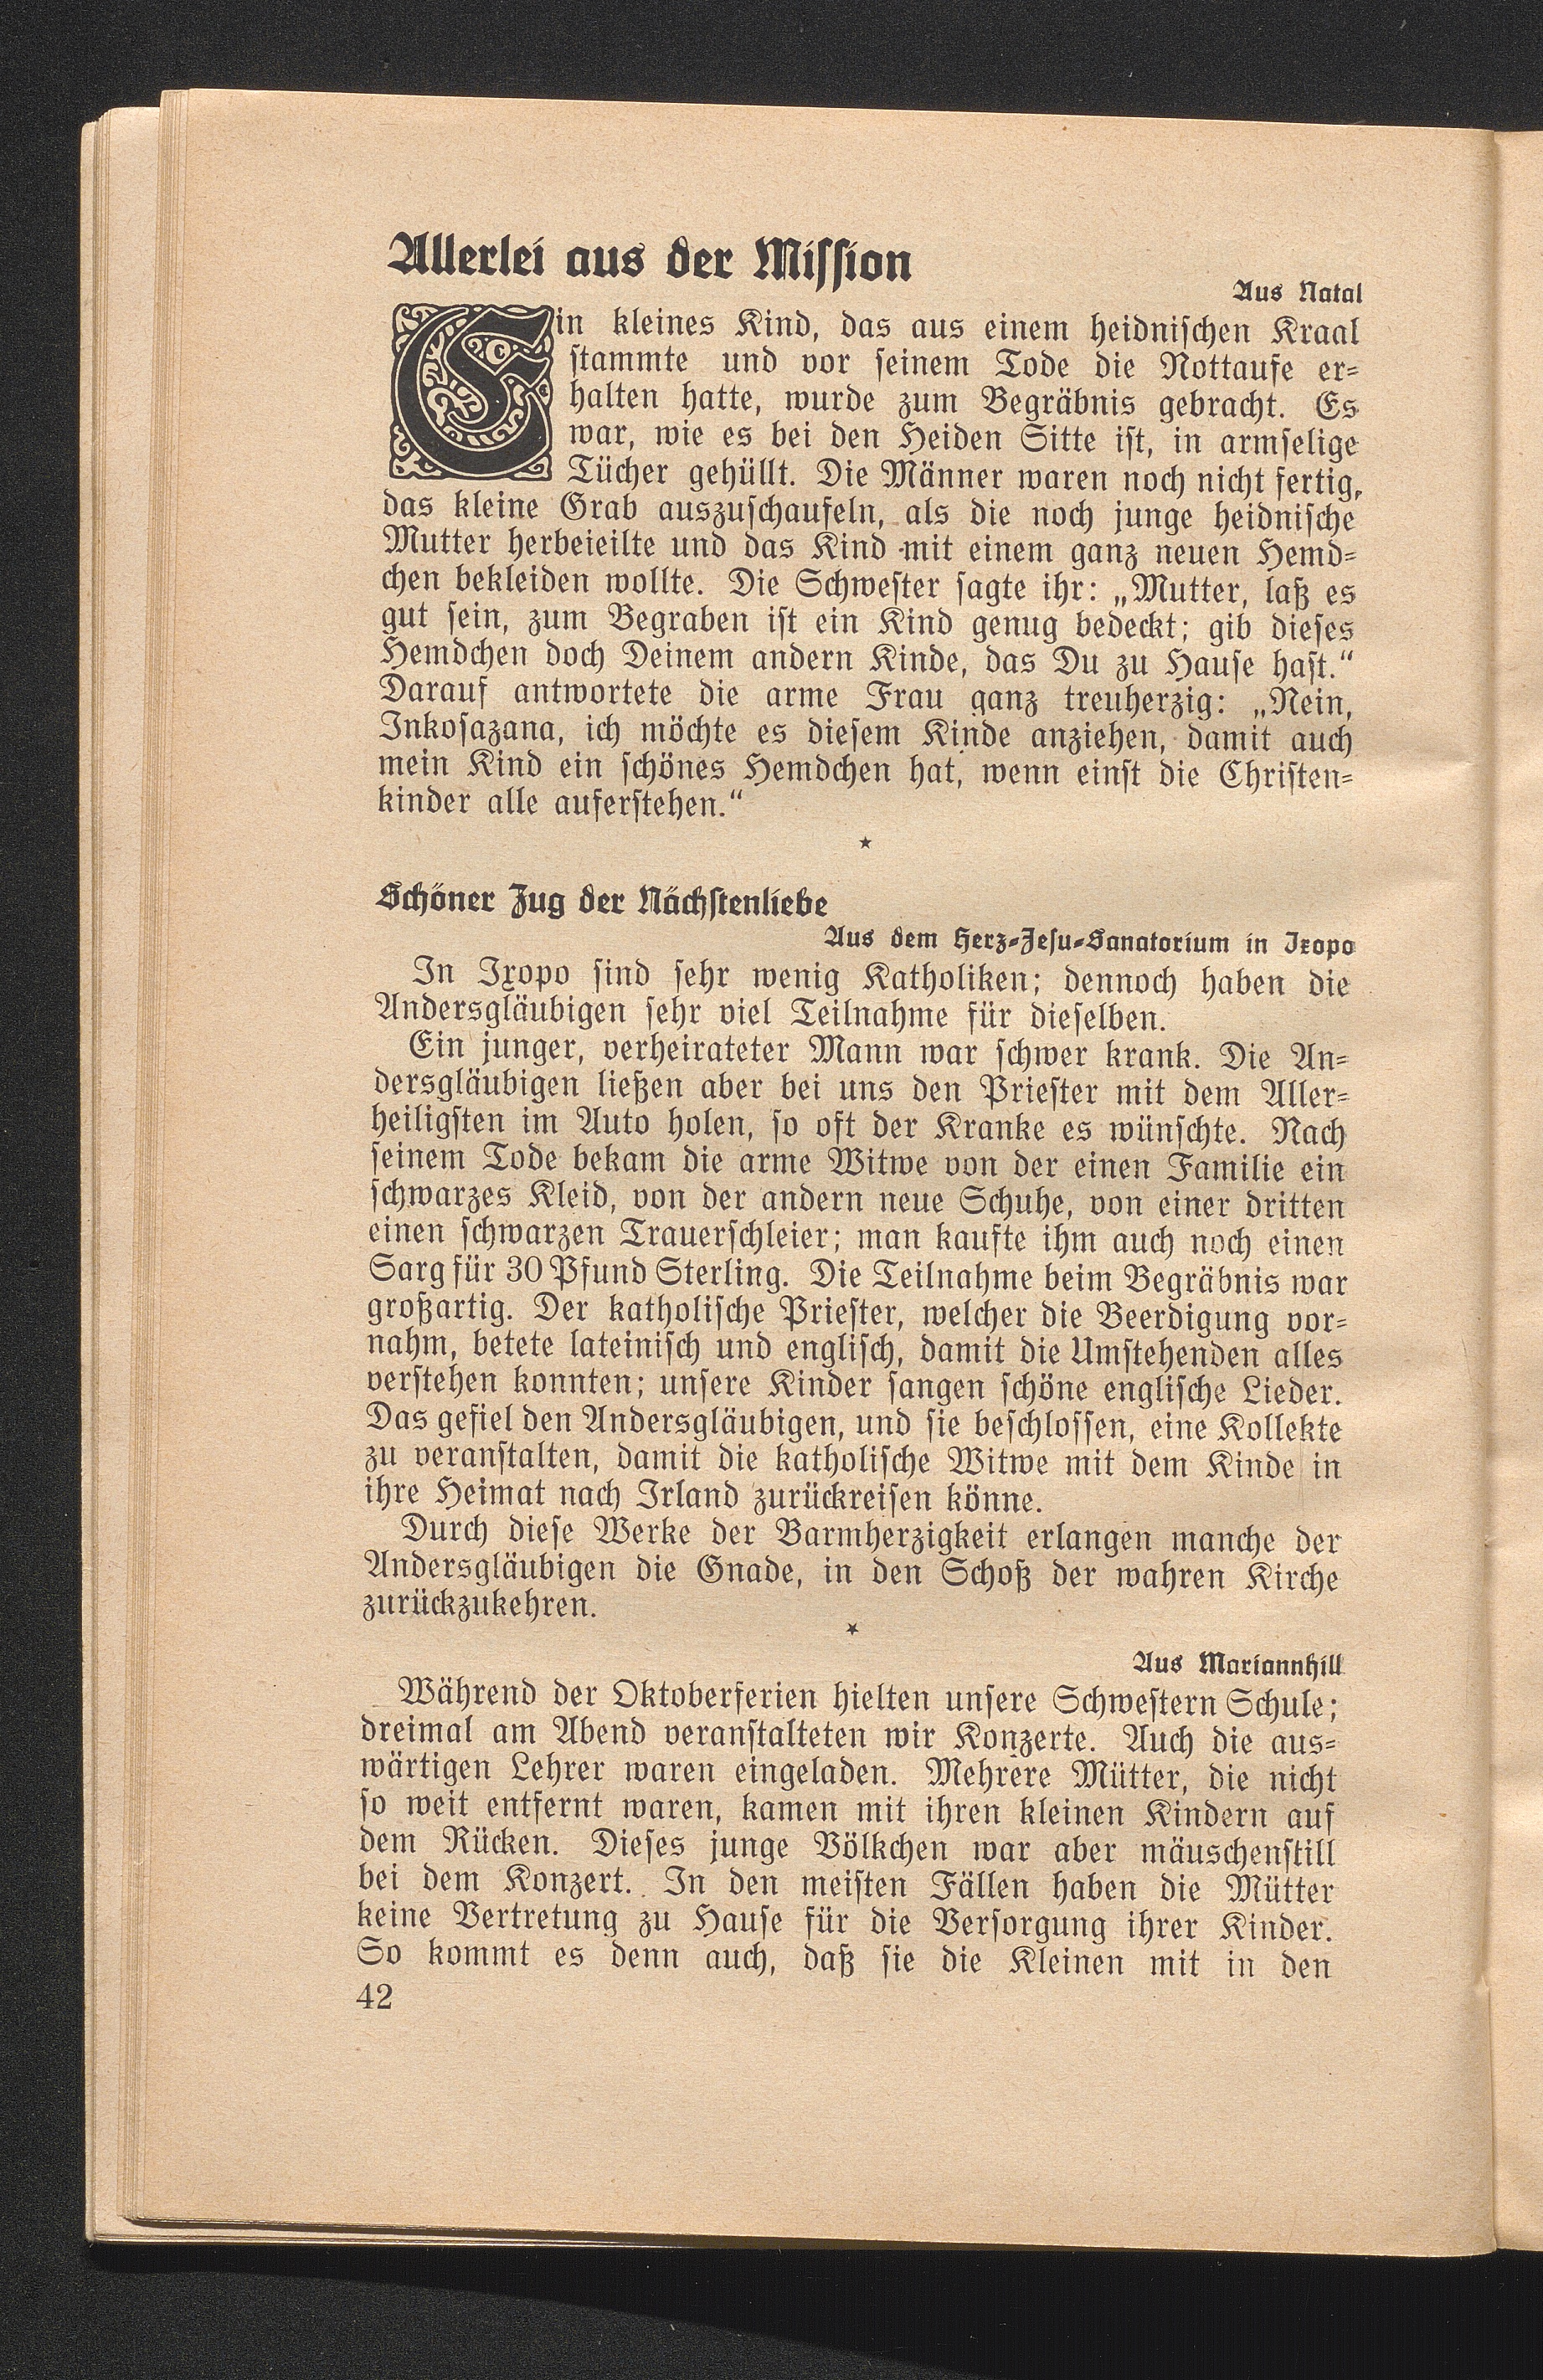 Allerlei aus der Mission
Aus Natal
Ein kleines Kind, das aus einem heidnischen Kraal
stammte und vor seinem Tode die Nottaufe er-
halten hatte, wurde zum Begräbnis gebracht. Es
war, wie es bei den Heiden Sitte ist, in armselige
Tücher gehüllt. Die Männer waren noch nicht fertig,
das kleine Grab auszuschaufeln, als die noch junge heidnische
Mutter herbeieilte und das Kind mit einem ganz neuen Hemd-
chen bekleiden wollte. Die Schwester sagte ihr: „Mutter, laß es
gut sein, zum Begraben ist ein Kind genug bedeckt; gib dieses
Hemdchen doch Deinem andern Kinde, das Du zu Hause hast.“
Darauf antwortete die arme Frau ganz treuherzig: „Nein,
Inkosazana, ich möchte es diesem Kinde anziehen, damit auch
mein Kind ein schönes Hemdchen hat, wenn einst die Christen-
kinder alle auferstehen.“
*
Schöner Zug der Nächstenliebe
Aus dem Herz-Jesu-Sanatorium in Ixopo
In Ixopo sind sehr wenig Katholiken; dennoch haben die
Andersgläubigen sehr viel Teilnahme für dieselben.
Ein junger, verheirateter Mann war schwer krank. Die An-
dersgläubigen ließen aber bei uns den Priester mit dem Aller-
heiligsten im Auto holen, so oft der Kranke es wünschte. Nach
seinem Tode bekam die arme Witwe von der einen Familie ein
schwarzes Kleid, von der andern neue Schuhe, von einer dritten
einen schwarzen Trauerschleier; man kaufte ihm auch noch einen
Sarg für 30 Pfund Sterling. Die Teilnahme beim Begräbnis war
großartig. Der katholische Priester, welcher die Beerdigung vor-
nahm, betete lateinisch und englisch, damit die Umstehenden alles
verstehen konnten; unsere Kinder sangen schöne englische Lieder.
Das gefiel den Andersgläubigen, und sie beschlossen, eine Kollekte
zu veranstalten, damit die katholische Witwe mit dem Kinde in
ihre Heimat nach Irland zurückreisen könne.
Durch diese Werke der Barmherzigkeit erlangen manche der
Andersgläubigen die Gnade, in den Schoß der wahren Kirche
zurückzukehren.
*
Aus Mariannhill
Während der Oktoberferien hielten unsere Schwestern Schule;
dreimal am Abend veranstalteten wir Konzerte. Auch die aus-
wärtigen Lehrer waren eingeladen. Mehrere Mütter, die nicht
so weit entfernt waren, kamen mit ihren kleinen Kindern auf
dem Rücken. Dieses junge Völkchen war aber mäuschenstill
bei dem Konzert. In den meisten Fällen haben die Mütter
keine Vertretung zu Hause für die Versorgung ihrer Kinder.
So kommt es denn auch, daß sie die Kleinen mit in den
42